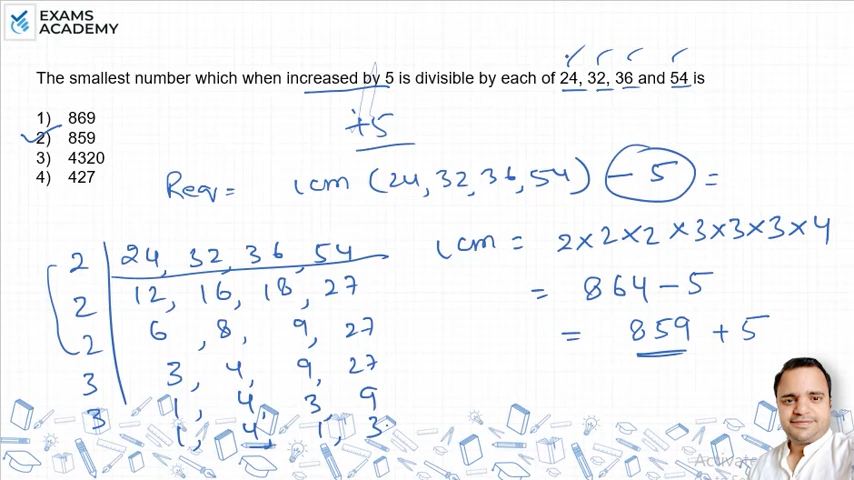 EXAMS
ACADEMY
The smallest number which when increased by 5 is divisible by each of 24, 32, 36 and 54 is
1) 869
2) 859
3) 4320
4) 427
+5
Req = lcm (24, 32, 36, 54) - 5 =
2 | 24, 32, 36, 54
2 | 12, 16, 18, 27
2 | 6, 8, 9, 27
3 | 3, 4, 9, 27
3 | 1, 4, 3, 9
1, 4, 1, 3
lcm = 2×2×2×3×3×3×4
= 864 - 5
= 859 + 5